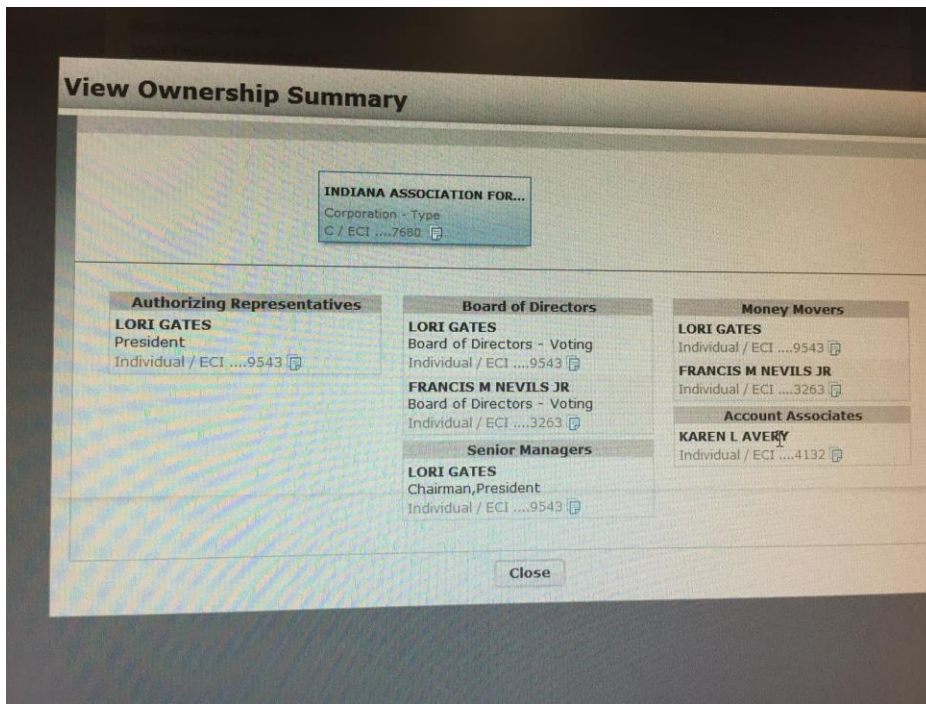 View Ownership Summary
INDIANA ASSOCIATION FOR...
Corporation - Type
C / ECI ....7680
Authorizing Representatives
LORI GATES
President
Individual / ECI ....9543
Board of Directors
LORI GATES
Board of Directors - Voting
Individual / ECI ....9543
FRANCIS M NEVILS JR
Board of Directors - Voting
Individual / ECI ....3263
Senior Managers
LORI GATES
Chairman,President
Individual / ECI ....9543
Money Movers
LORI GATES
Individual / ECI ....9543
FRANCIS M NEVILS JR
Individual / ECI ....3263
Account Associates
KAREN L AVERY
Individual / ECI ....4132
Close